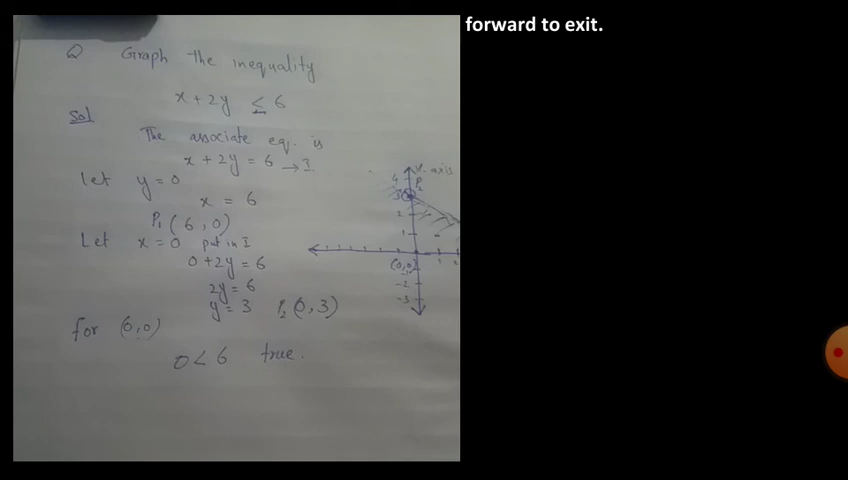 forward to exit.
Q Graph the inequality
x + 2y ≤ 6
Sol
The associate eq. is
x + 2y = 6 → I
Let y = 0
x = 6
P₁ (6, 0)
Let x = 0 put in I
0 + 2y = 6
2y = 6
y = 3 P₂ (0, 3)
for (0,0)
0 < 6 true.
axis
4 P₂
3
2
1
(0,0) 1 2
-1
-2
-3